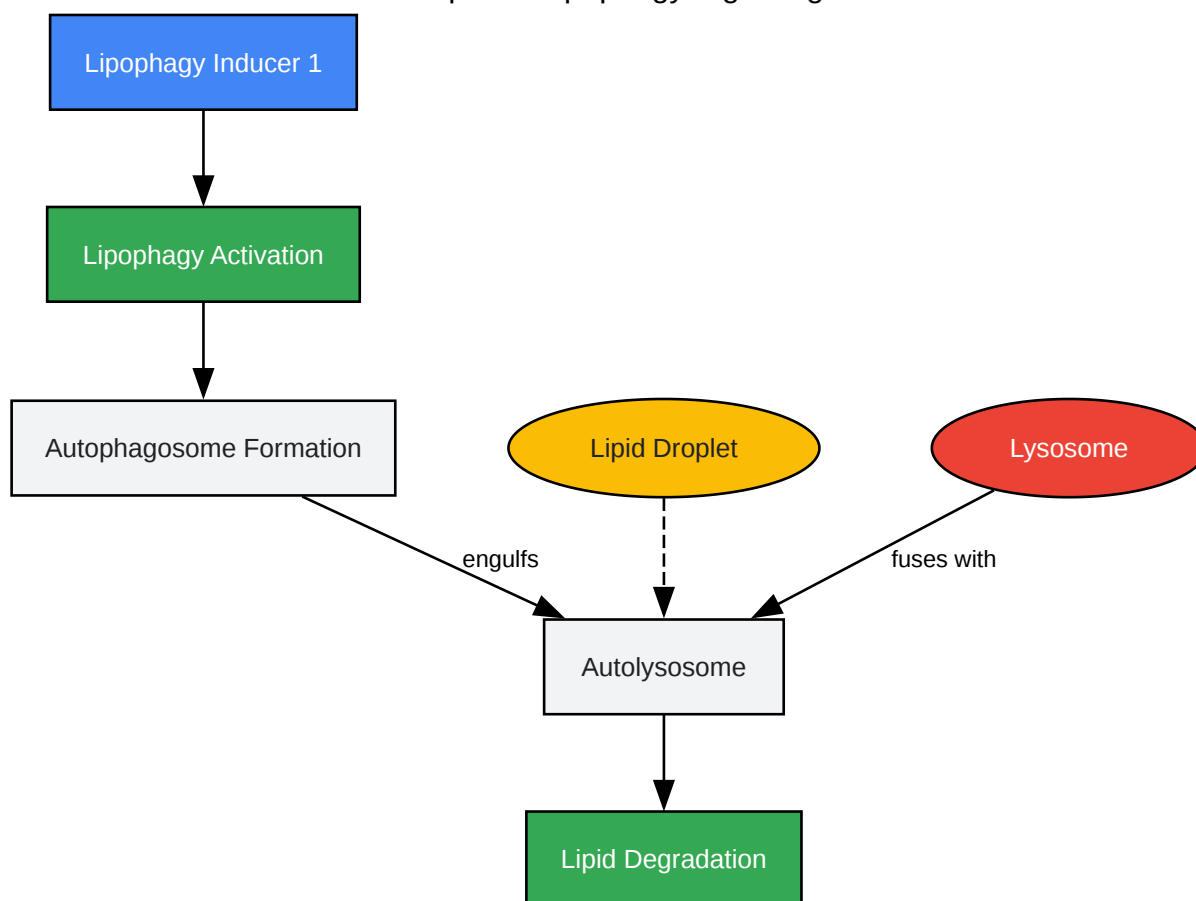 Lipophagy Inducer 1
Lipophagy Activation
Autophagosome Formation
Lipid Droplet
Lysosome
engulfs
fuses with
Autolysosome
Lipid Degradation